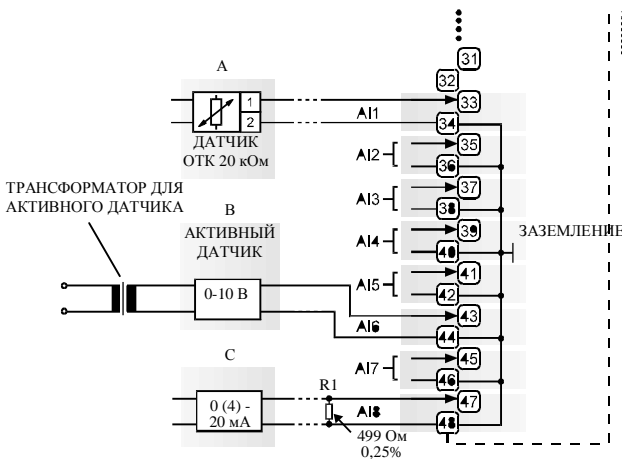 31
A
32
33
1
2
AI1
34
ДАТЧИК
ОТК 20 кОм
35
AI2
36
ТРАНСФОРМАТОР ДЛЯ
АКТИВНОГО ДАТЧИКА
37
AI3
38
B
АКТИВНЫЙ
ДАТЧИК
39
AI4
40
ЗАЗЕМЛЕНИЕ
41
AI5
42
0-10 В
43
AI6
44
C
45
AI7
46
R1
47
0 (4) -
20 мА
AI8
48
499 Ом
0,25%